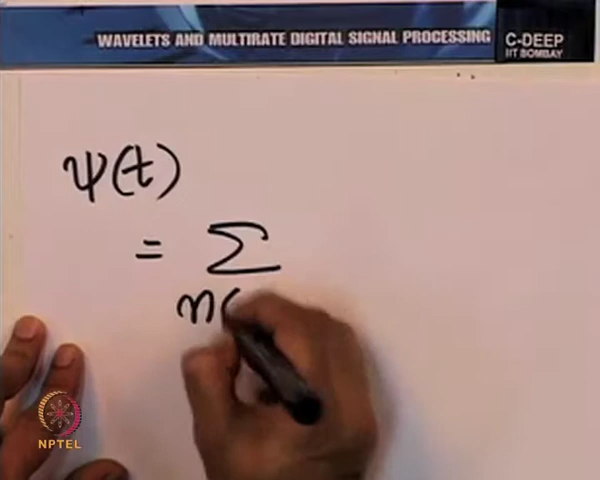 WAVELETS AND MULTIRATE DIGITAL SIGNAL PROCESSING
C-DEEP
IIT BOMBAY
ψ(t)
= Σ
n
NPTEL